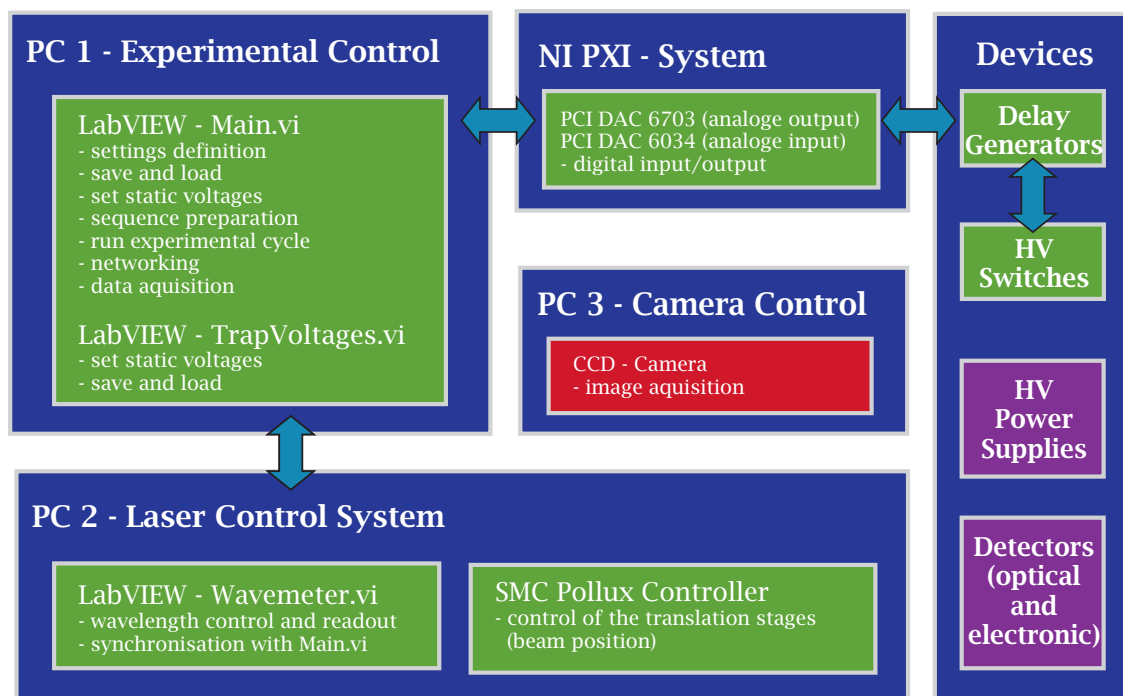 PC 1 - Experimental Control
LabVIEW - Main.vi
- settings definition
- save and load
- set static voltages
- sequence preparation
- run experimental cycle
- networking
- data aquisition
LabVIEW - TrapVoltages.vi
- set static voltages
- save and load
NI PXI - System
PCI DAC 6703 (analoge output)
PCI DAC 6034 (analoge input)
- digital input/output
PC 3 - Camera Control
CCD - Camera
- image aquisition
PC 2 - Laser Control System
LabVIEW - Wavemeter.vi
- wavelength control and readout
- synchronisation with Main.vi
SMC Pollux Controller
- control of the translation stages
(beam position)
Devices
Delay
Generators
HV
Switches
HV
Power
Supplies
Detectors
(optical
and
electronic)